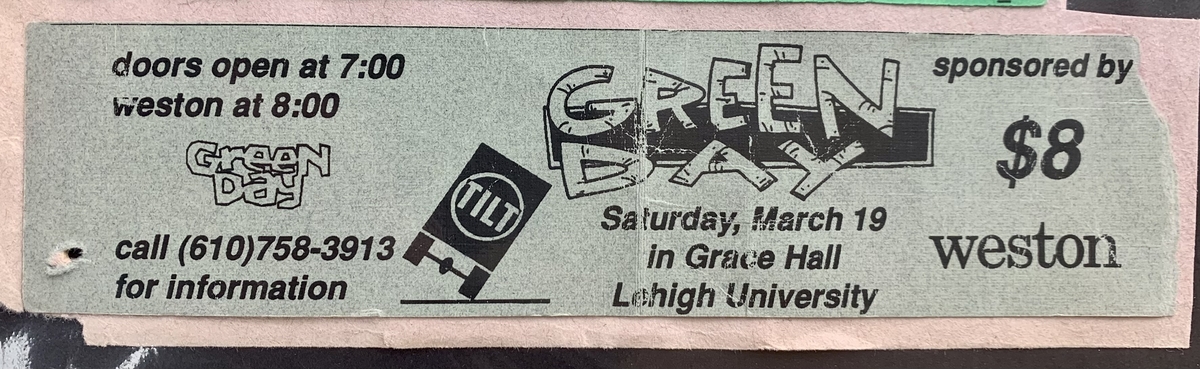 doors open at 7:00
weston at 8:00
Green
Day
call (610)758-3913
for information
TILT
GREEN
DAY
Saturday, March 19
in Grace Hall
Lehigh University
sponsored by
$8
weston